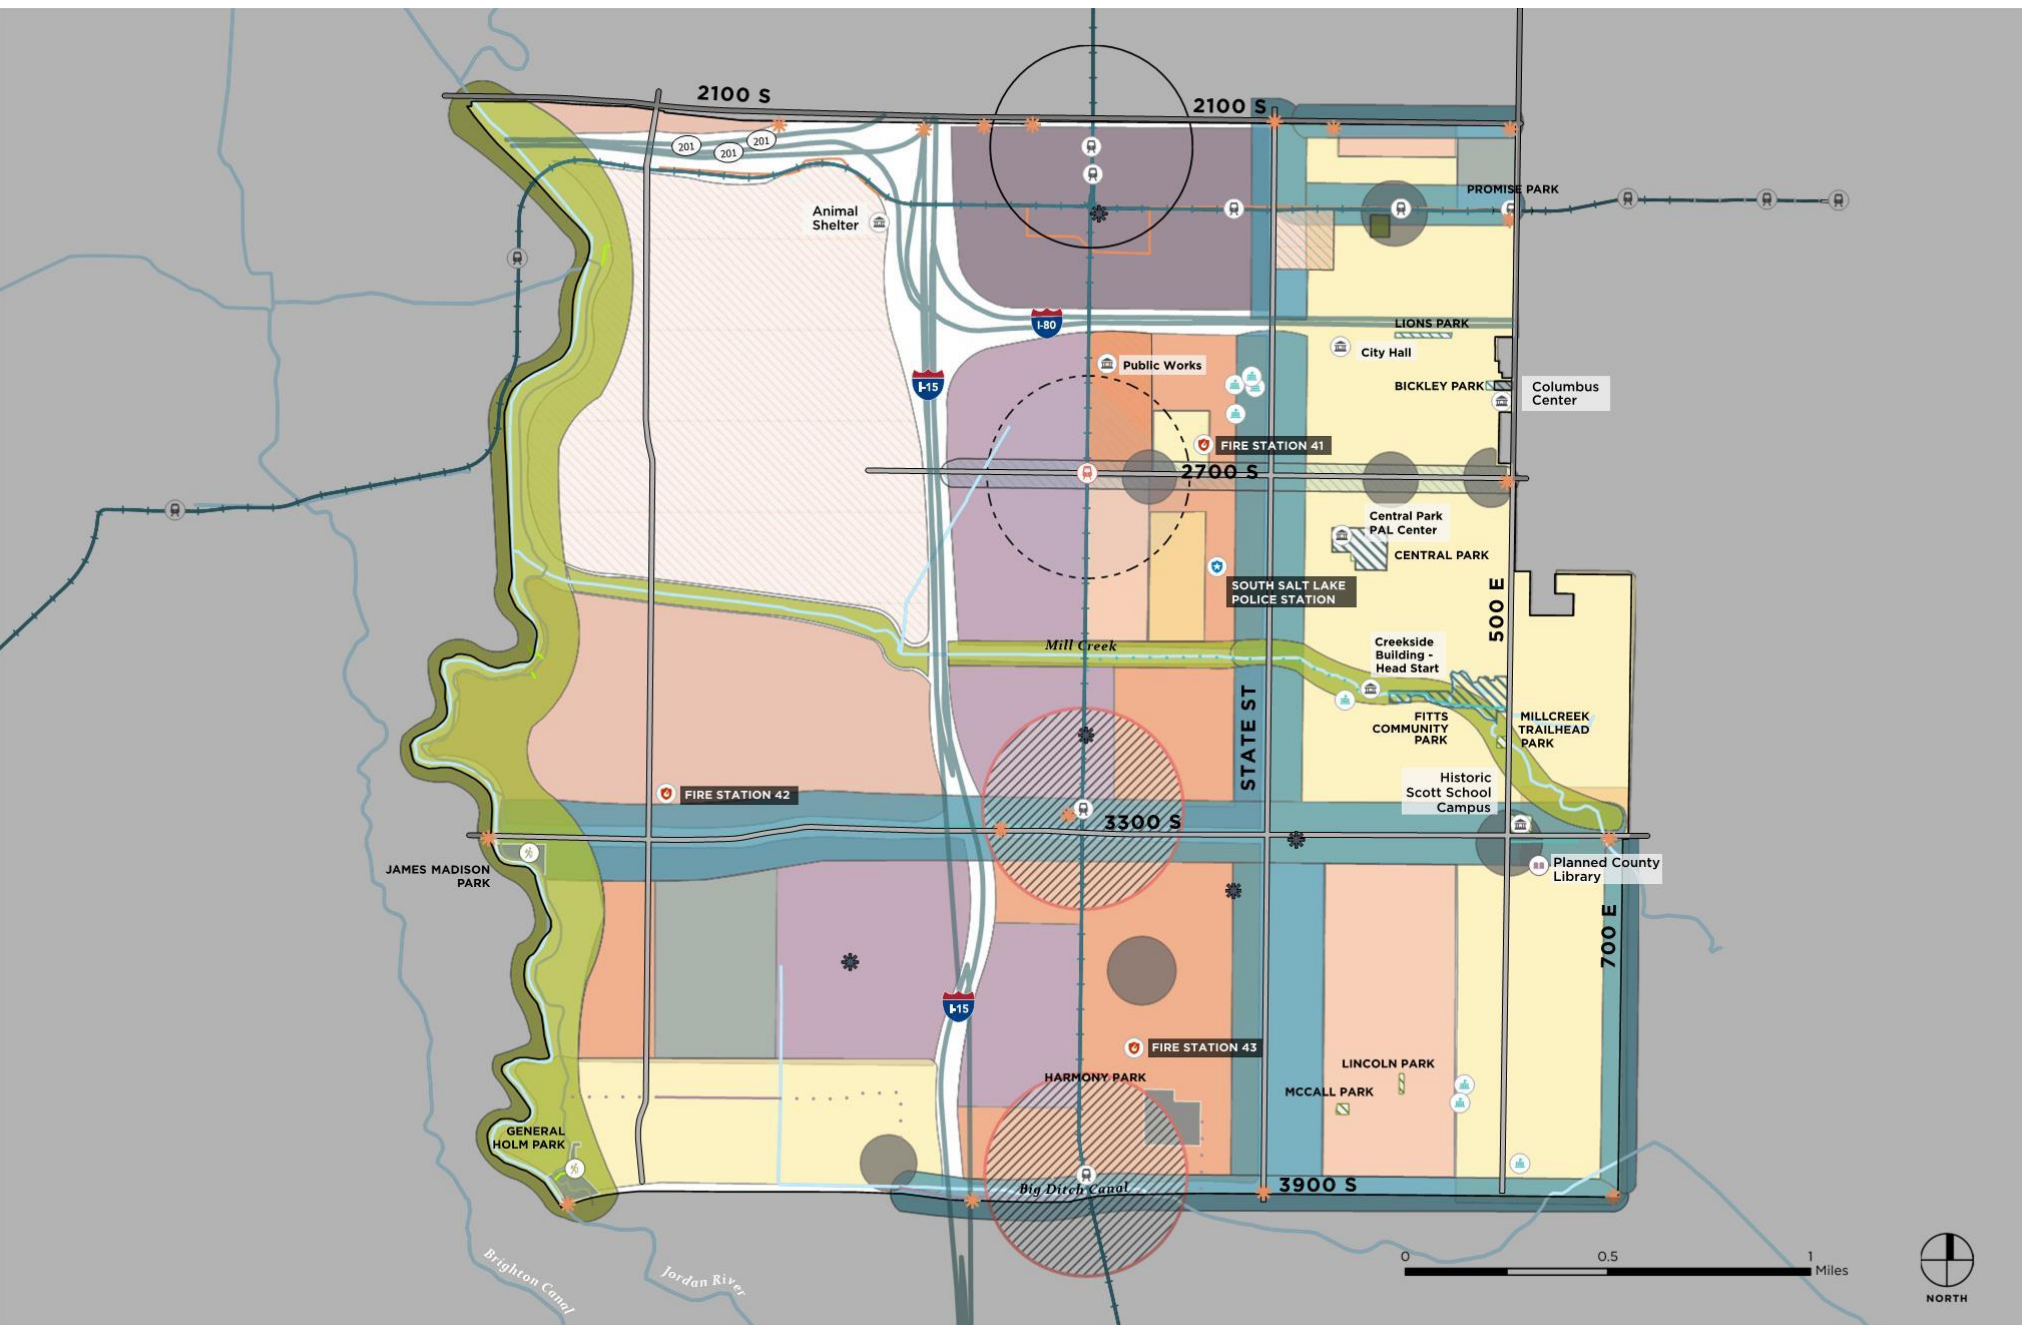 2100 S
2100 S
201
201
201
PROMISE PARK
Animal
Shelter
I-80
LIONS PARK
City Hall
Public Works
I-15
BICKLEY PARK
Columbus
Center
FIRE STATION 41
2700 S
Central Park
PAL Center
CENTRAL PARK
SOUTH SALT LAKE
POLICE STATION
500 E
Mill Creek
Creekside
Building -
Head Start
STATE ST
FITTS
COMMUNITY
PARK
MILLCREEK
TRAILHEAD
PARK
Historic
Scott School
Campus
FIRE STATION 42
3300 S
JAMES MADISON
PARK
Planned County
Library
700 E
I-15
FIRE STATION 43
HARMONY PARK
LINCOLN PARK
MCCALL PARK
GENERAL
HOLM PARK
Big Ditch Canal
3900 S
Brighton Canal
Jordan River
0 0.5 1
Miles
NORTH